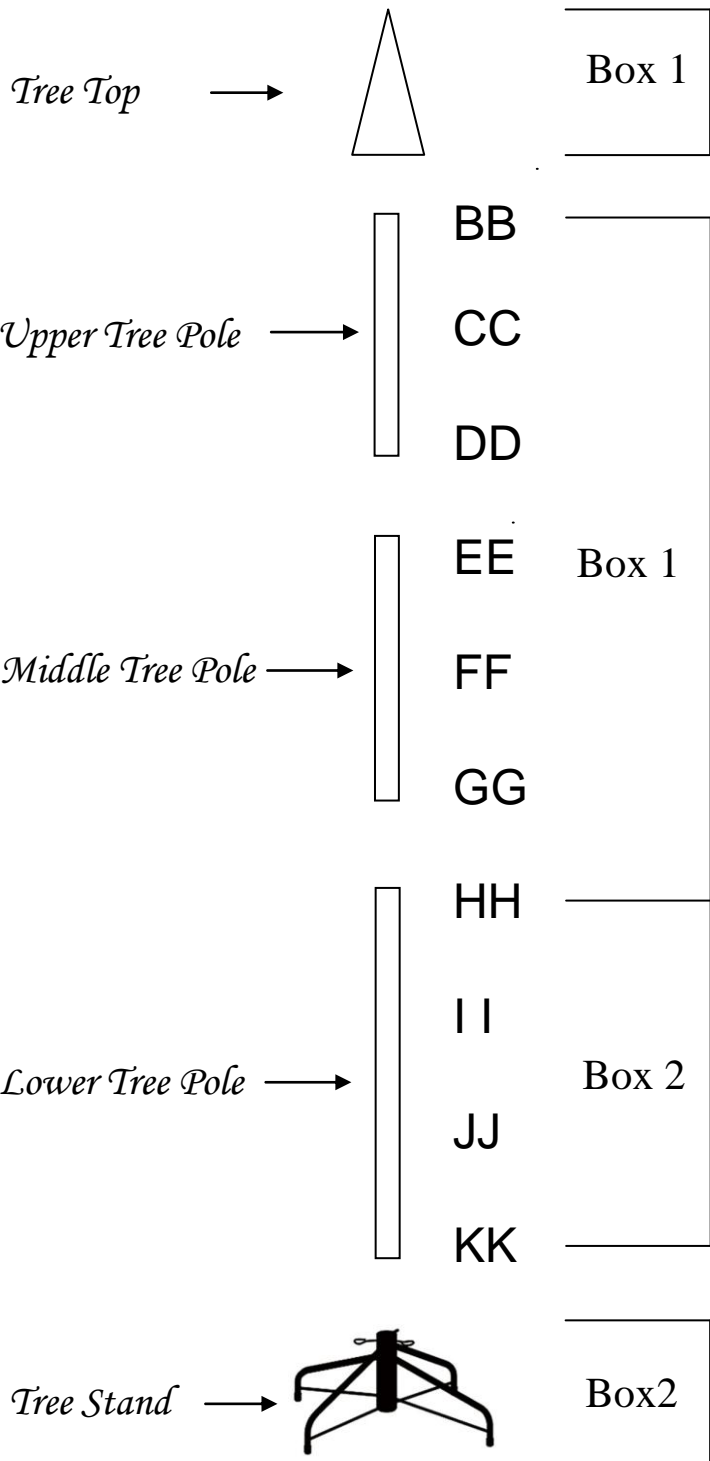 Tree Top
Box 1
BB
Upper Tree Pole
CC
DD
EE
Box 1
Middle Tree Pole
FF
GG
HH
I I
Lower Tree Pole
Box 2
JJ
KK
Tree Stand
Box2